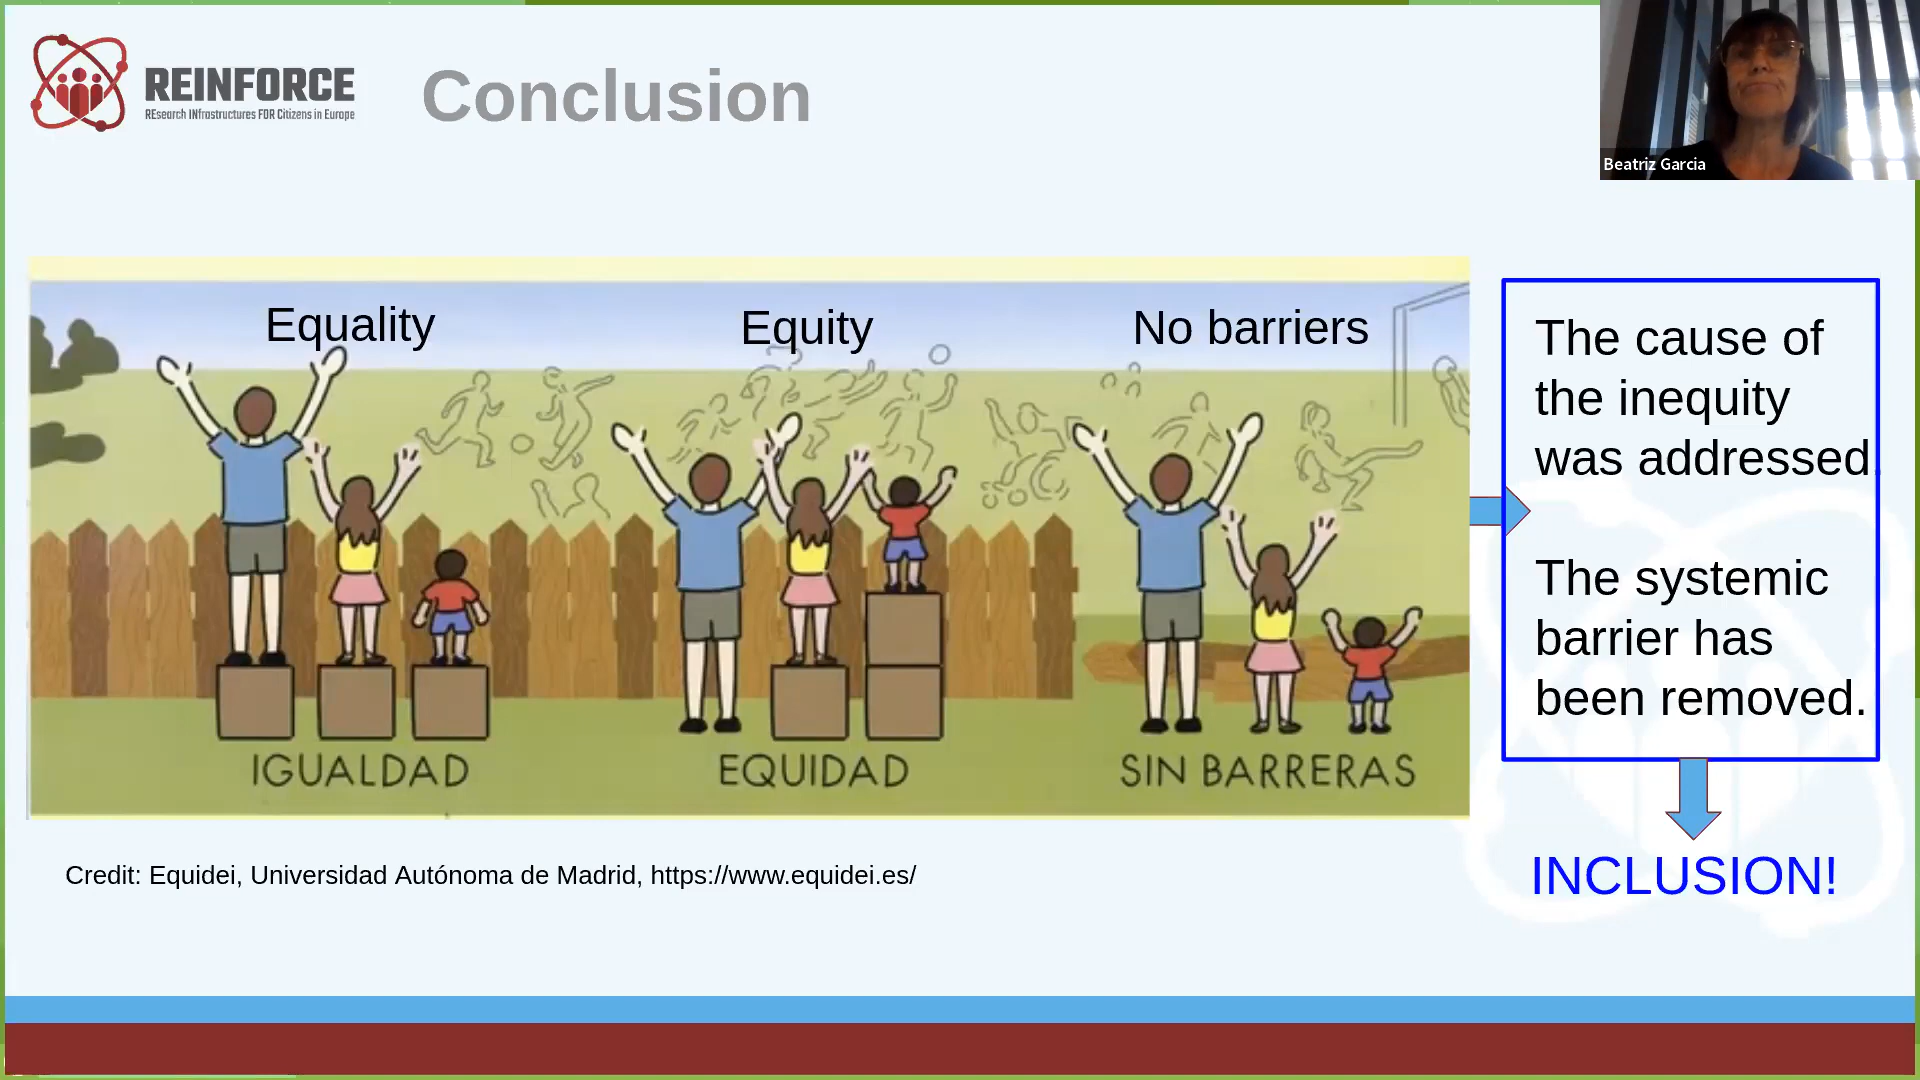 REINFORCE
REsearch INfrastructures FOR Citizens in Europe
Conclusion
Beatriz Garcia
Equality
Equity
No barriers
IGUALDAD
EQUIDAD
SIN BARRERAS
The cause of
the inequity
was addressed.
The systemic
barrier has
been removed.
INCLUSION!
Credit: Equidei, Universidad Autónoma de Madrid, https://www.equidei.es/